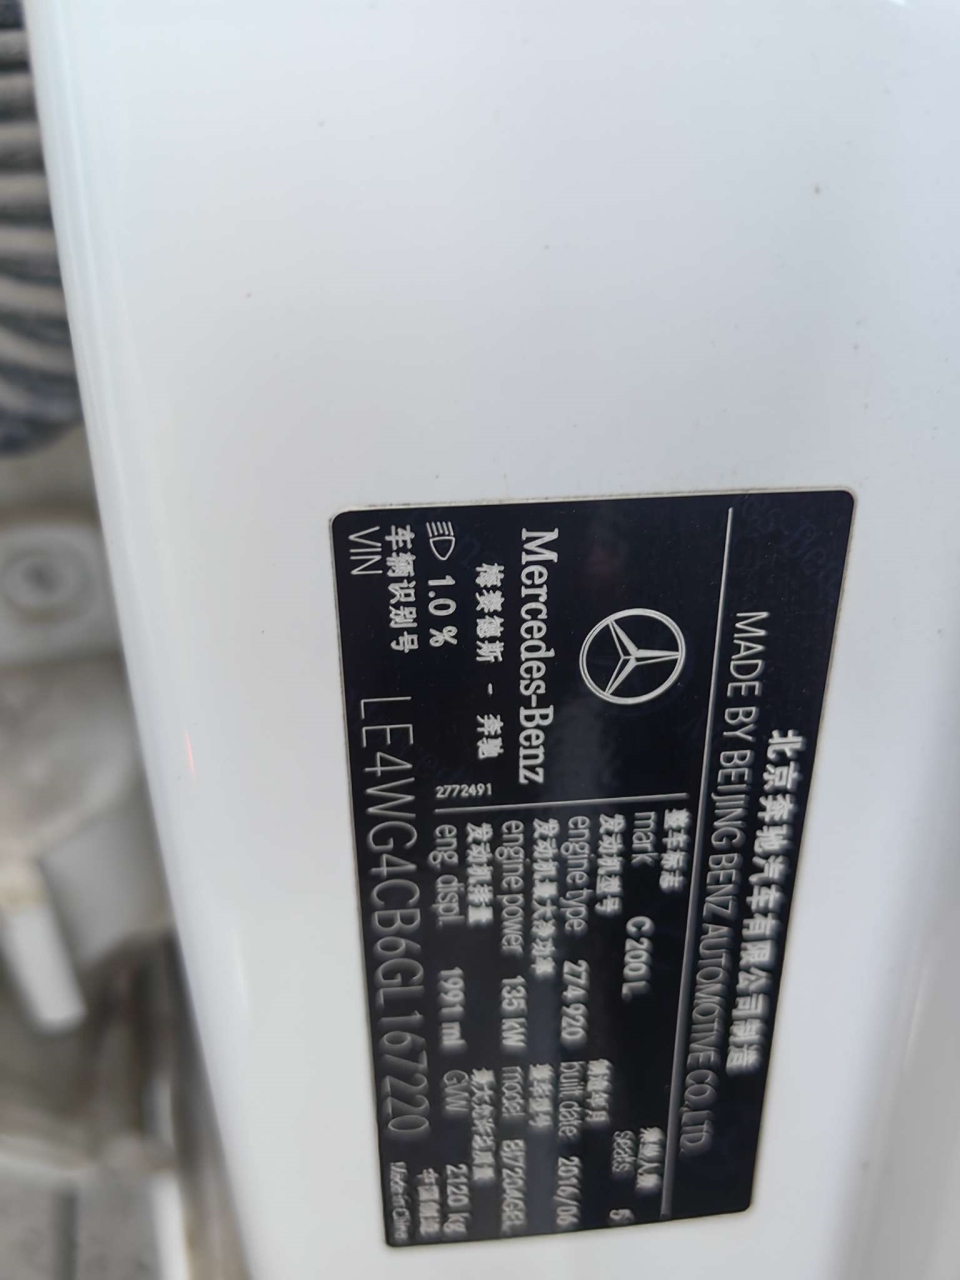 北京奔驰汽车有限公司制造
MADE BY BEIJING BENZ AUTOMOTIVE CO.,LTD.
Mercedes-Benz
梅赛德斯 - 奔驰
1.0 %
2772491
整车标志
mark C 200 L
乘坐人数
seats 5
发动机型号
engine type 274 920
制造年月
built date 2016/06
发动机最大净功率
engine power 135 kW
整车型号
model BJ7204GEL
发动机排量
eng. displ. 1991 ml
最大允许总质量
GVW 2120 kg
车辆识别号
VIN LE4WG4CB6GL167220
中国制造
Made in China